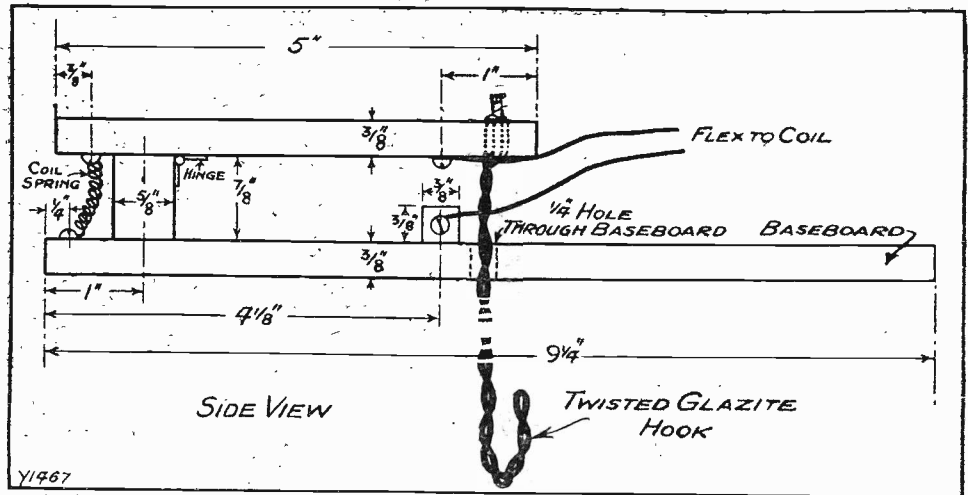 5"
3/8"
1"
3/8"
FLEX TO COIL
COIL
SPRING
HINGE
5/8"
7/8"
3/8"
3/8"
1/4"
1/4" HOLE
THROUGH BASEBOARD
BASEBOARD
3/8"
1"
4 1/8"
9 1/4"
SIDE VIEW
TWISTED GLAZITE
HOOK
Y1467